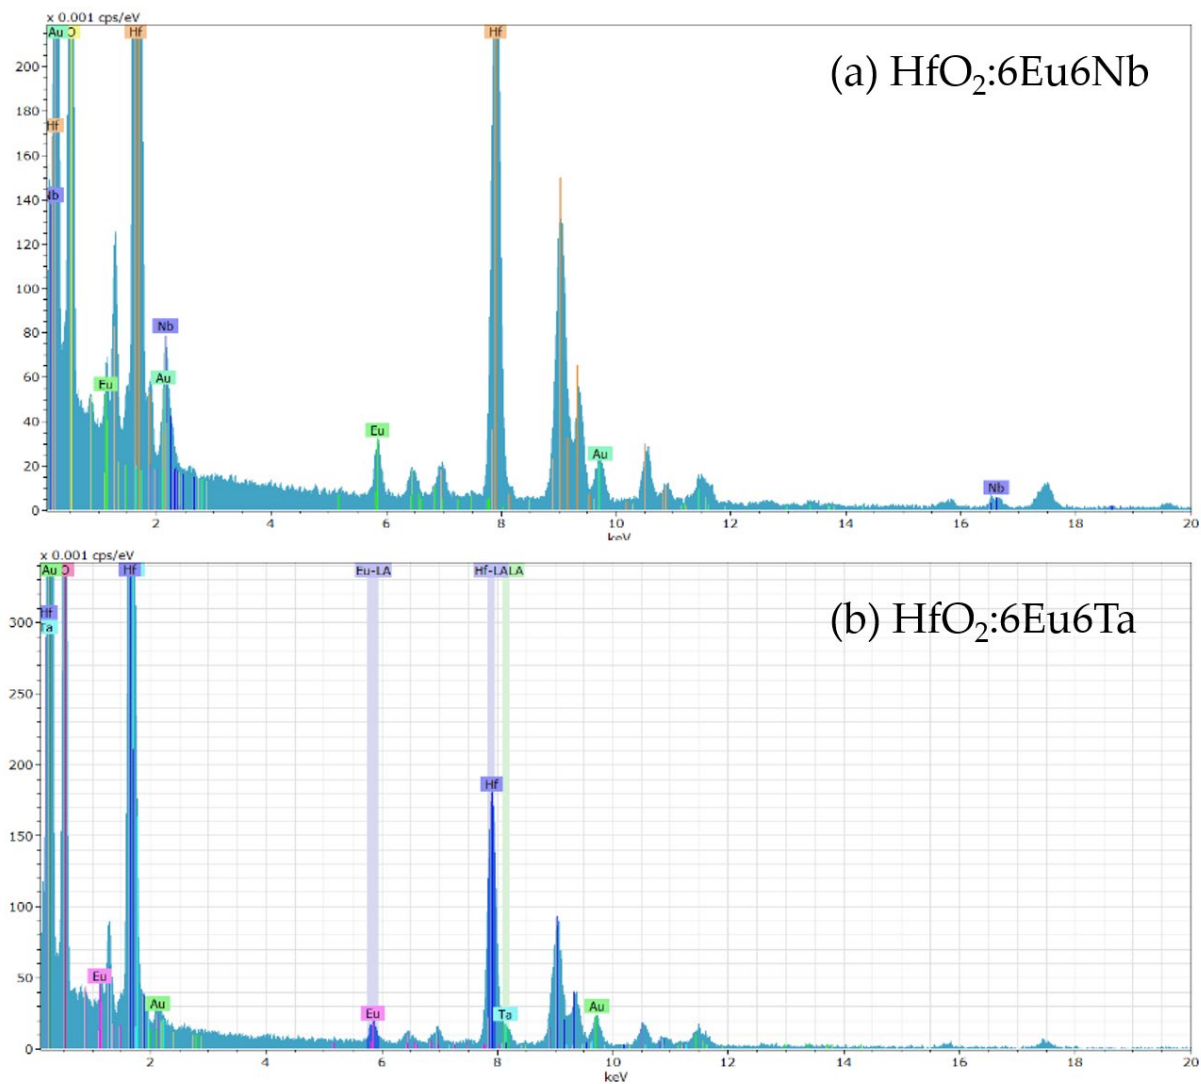 x 0.001 cps/eV
Au O Hf Hf
(a) HfO₂:6Eu6Nb
200
180
160
Hf
140
Nb
120
100
80
Nb
60
Eu Au
40
Eu
20
Au
Nb
0
2 4 6 8 10 12 14 16 18 20
keV
x 0.001 cps/eV
Au O Hf Eu-LA Hf-LALA
(b) HfO₂:6Eu6Ta
Hf
300
Ta
250
200
Hf
150
100
50
Eu
Au Eu Ta Au
0
2 4 6 8 10 12 14 16 18 20
keV